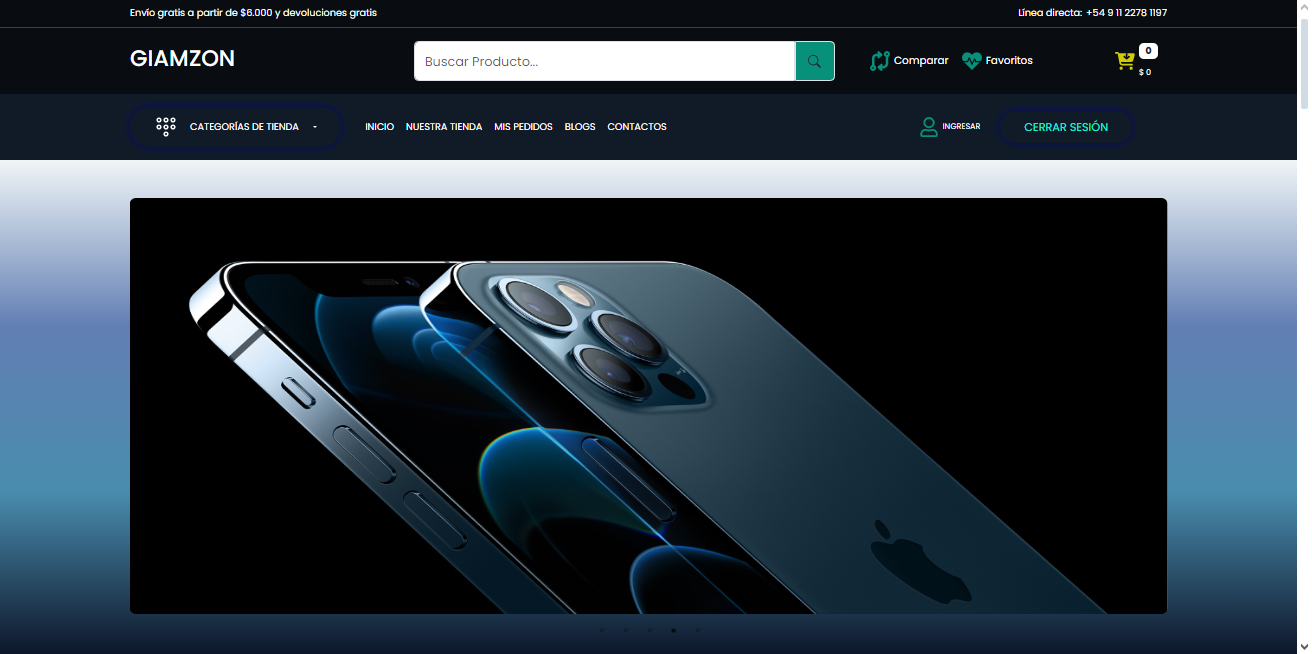 Envío gratis a partir de $6.000 y devoluciones gratis
Línea directa: +54 9 11 2278 1197
GIAMZON
Buscar Producto...
Comparar
Favoritos
0
$ 0
CATEGORÍAS DE TIENDA
INICIO NUESTRA TIENDA MIS PEDIDOS BLOGS CONTACTOS
INGRESAR
CERRAR SESIÓN